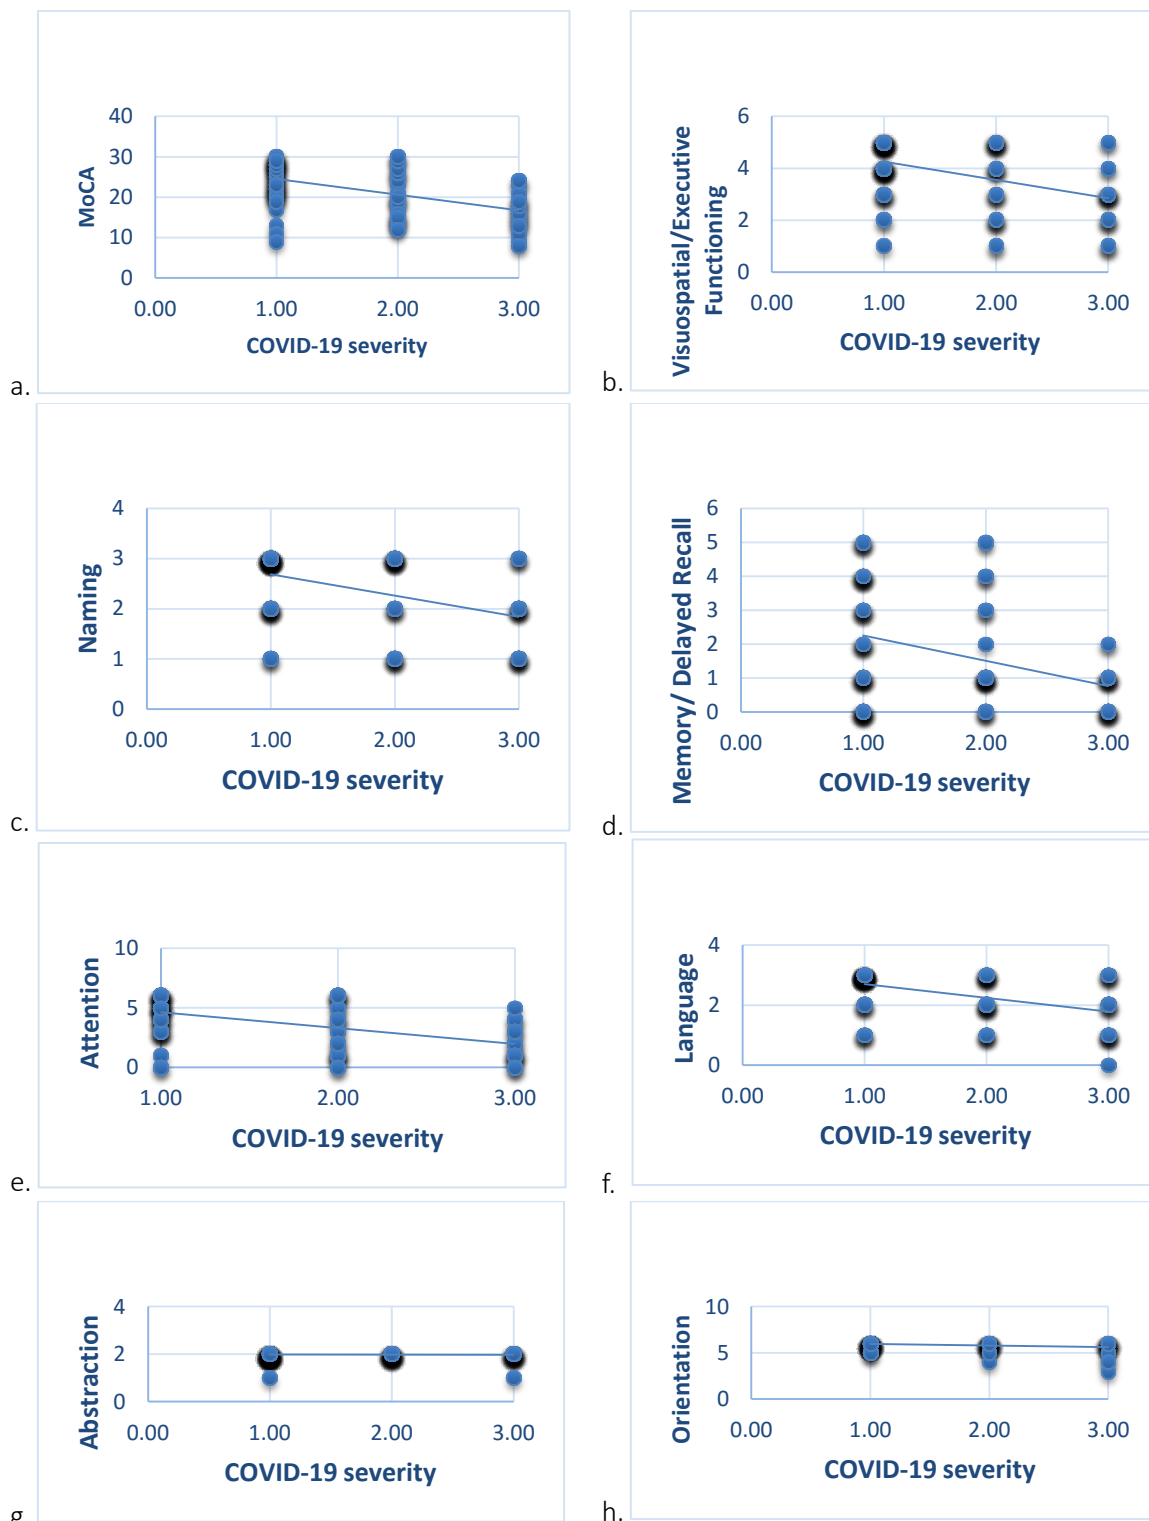 40
30
20
10
0
MoCA
0.00 1.00 2.00 3.00
COVID-19 severity
a.
6
4
2
0
Visuospatial/Executive
Functioning
0.00 1.00 2.00 3.00
COVID-19 severity
b.
4
3
2
1
0
Naming
0.00 1.00 2.00 3.00
COVID-19 severity
c.
6
5
4
3
2
1
0
Memory/ Delayed Recall
0.00 1.00 2.00 3.00
COVID-19 severity
d.
10
5
0
Attention
1.00 2.00 3.00
COVID-19 severity
e.
4
2
0
Language
0.00 1.00 2.00 3.00
COVID-19 severity
f.
4
2
0
Abstraction
0.00 1.00 2.00 3.00
COVID-19 severity
g.
10
5
0
Orientation
0.00 1.00 2.00 3.00
COVID-19 severity
h.